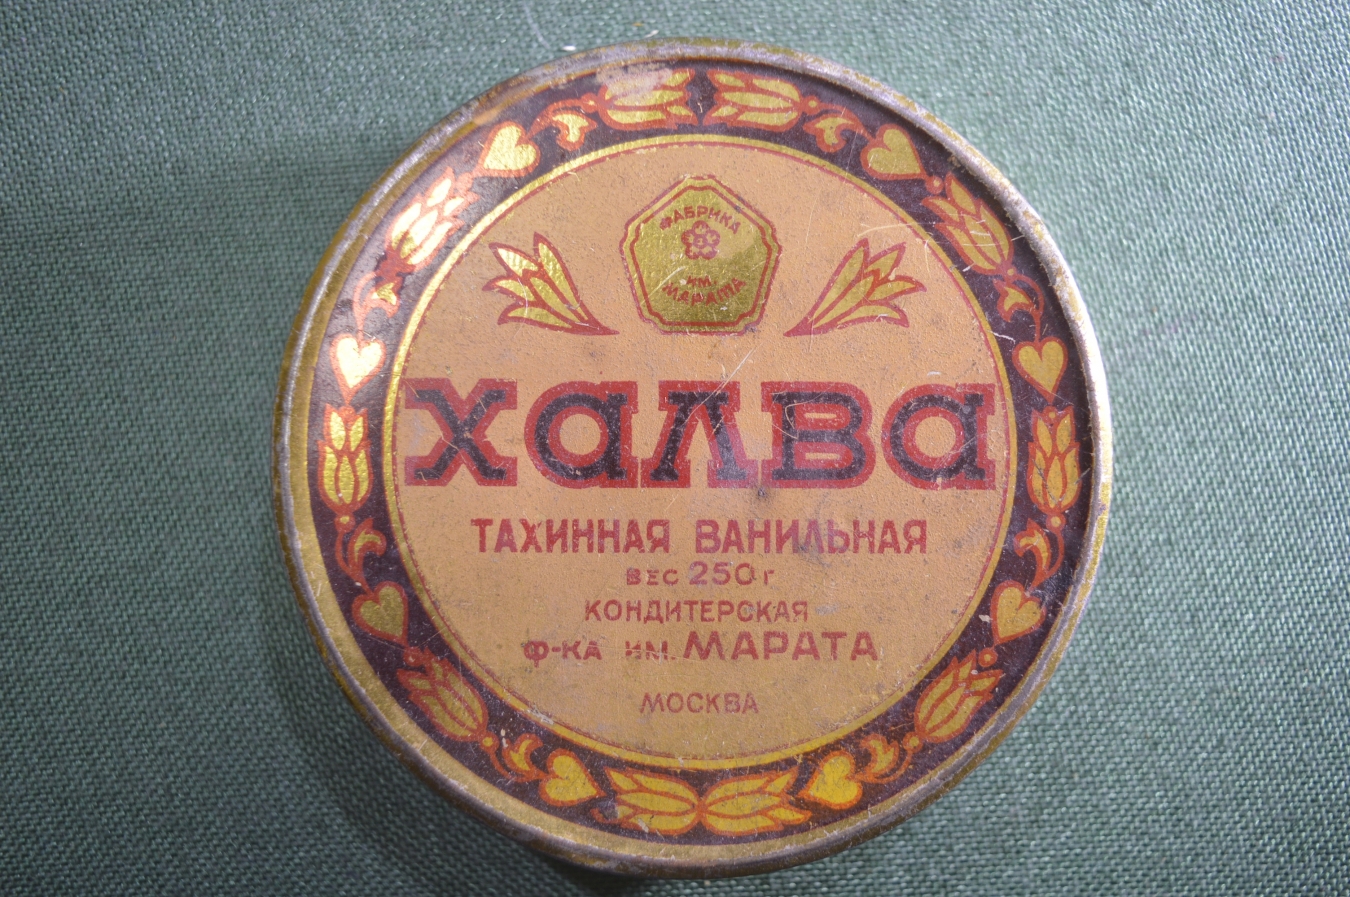 ФАБРИКА
ИМ.
МАРАТА
Халва
ТАХИННАЯ ВАНИЛЬНАЯ
ВЕС 250 г
КОНДИТЕРСКАЯ
Ф-КА ИМ. МАРАТА
МОСКВА